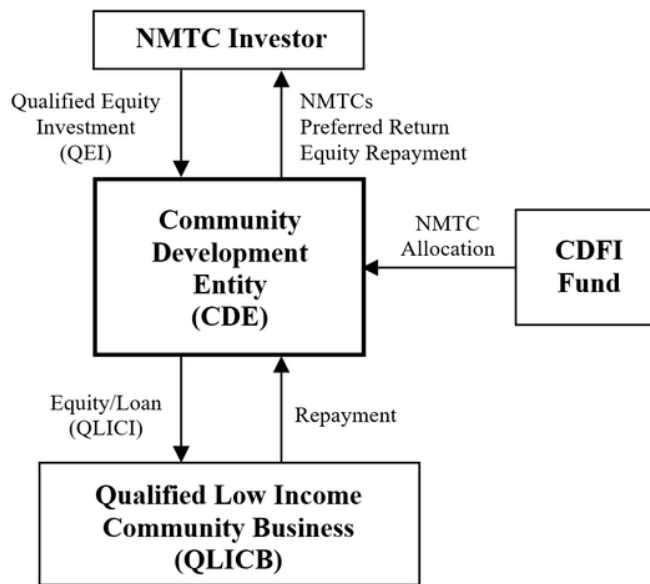 NMTC Investor
Qualified Equity
Investment
(QEI)
NMTCs
Preferred Return
Equity Repayment
Community
Development
Entity
(CDE)
NMTC
Allocation
CDFI
Fund
Equity/Loan
(QLICI)
Repayment
Qualified Low Income
Community Business
(QLICB)